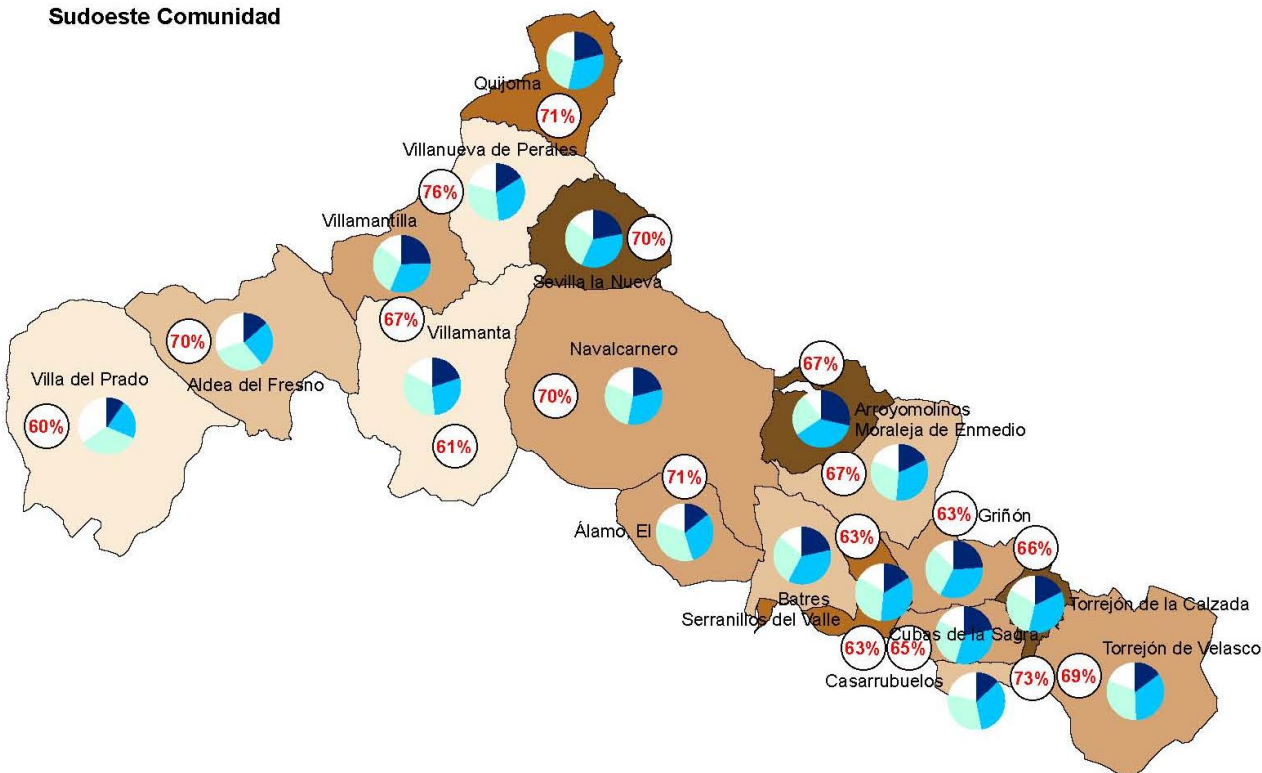 Sudoeste Comunidad
Quijorna
71%
Villanueva de Perales
76%
Villamantilla
70%
Sevilla la Nueva
67%
Villamanta
70%
Aldea del Fresno
Navalcarnero
67%
Villa del Prado
60%
70%
Arroyomolinos
Moraleja de Enmedio
61%
67%
71%
63%
Griñón
Álamo, El
63%
66%
Batres
Serranillos del Valle
Torrejón de la Calzada
63%
65%
Cubas de la Sagra
Torrejón de Velasco
Casarrubuelos
73%
69%